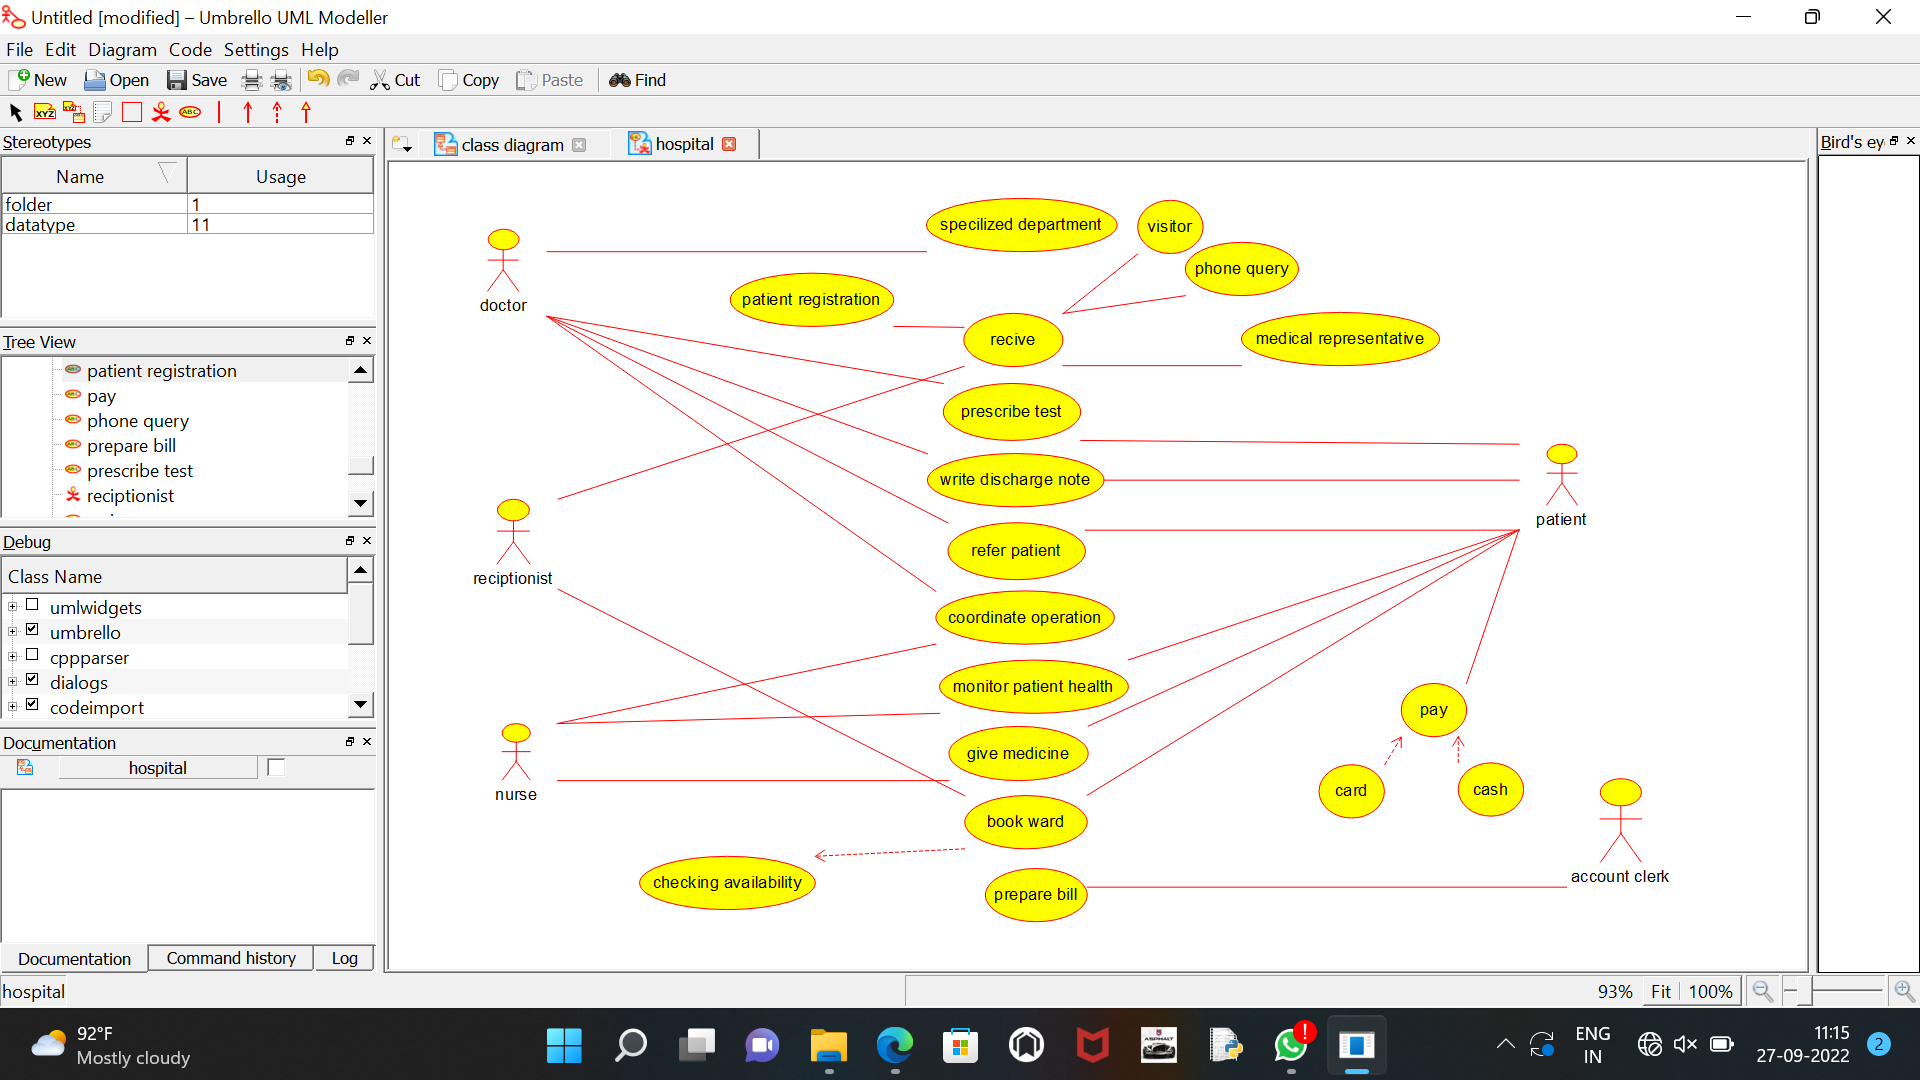 Untitled [modified] – Umbrello UML Modeller
File Edit Diagram Code Settings Help
New Open Save Cut Copy Paste Find
XYZ XYZ ABC
Stereotypes
Name Usage
folder 1
datatype 11
Tree View
patient registration
pay
phone query
prepare bill
prescribe test
reciptionist
Debug
Class Name
umlwidgets
umbrello
cppparser
dialogs
codeimport
Documentation
hospital
Documentation Command history Log
class diagram hospital
Bird's ey
specilized department
visitor
phone query
doctor
patient registration
recive
medical representative
prescribe test
write discharge note
patient
refer patient
reciptionist
coordinate operation
monitor patient health
pay
give medicine
nurse
card
cash
book ward
account clerk
checking availability
prepare bill
hospital
93% Fit 100%
92°F
Mostly cloudy
ASPHALT
!
ENG
IN
11:15
27-09-2022
2